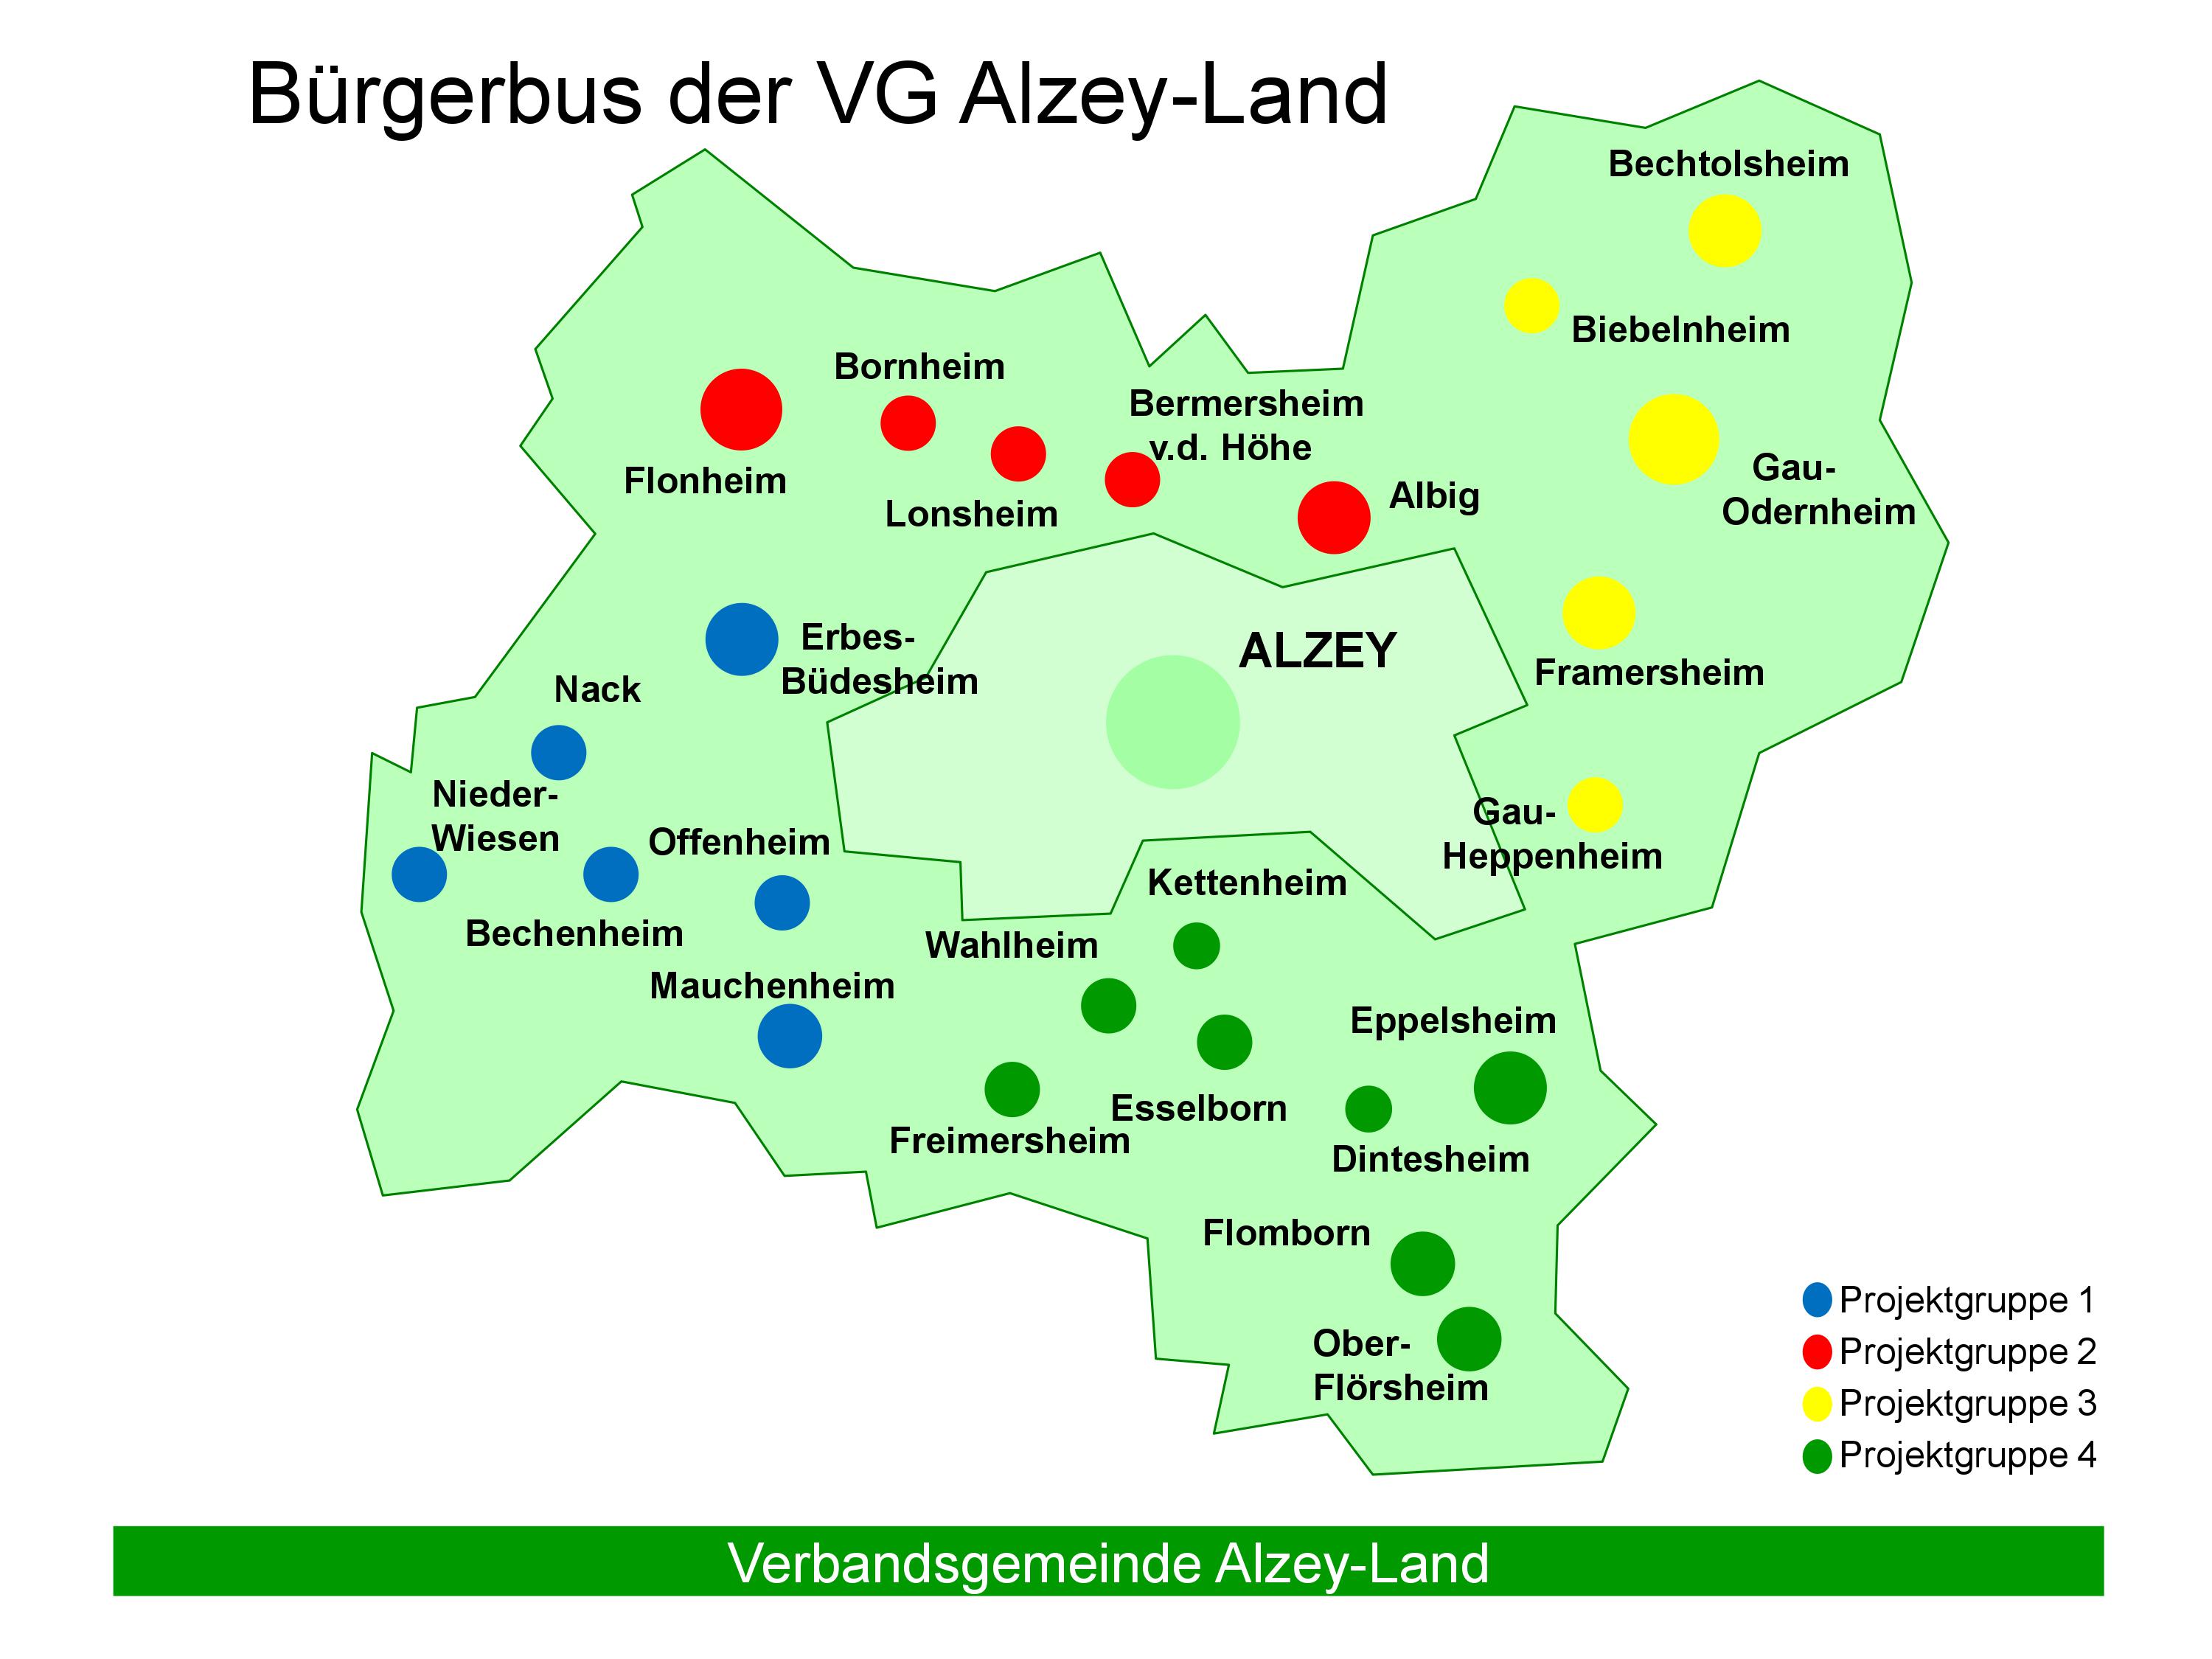 Bürgerbus der VG Alzey-Land
Bechtolsheim
Biebelnheim
Bornheim
Bermersheim
v.d. Höhe
Flonheim
Lonsheim
Albig
Gau-
Odernheim
Erbes-
Büdesheim
ALZEY
Framersheim
Nack
Nieder-
Wiesen
Offenheim
Gau-
Heppenheim
Kettenheim
Bechenheim
Wahlheim
Mauchenheim
Eppelsheim
Esselborn
Freimersheim
Dintesheim
Flomborn
Ober-
Flörsheim
Projektgruppe 1
Projektgruppe 2
Projektgruppe 3
Projektgruppe 4
Verbandsgemeinde Alzey-Land